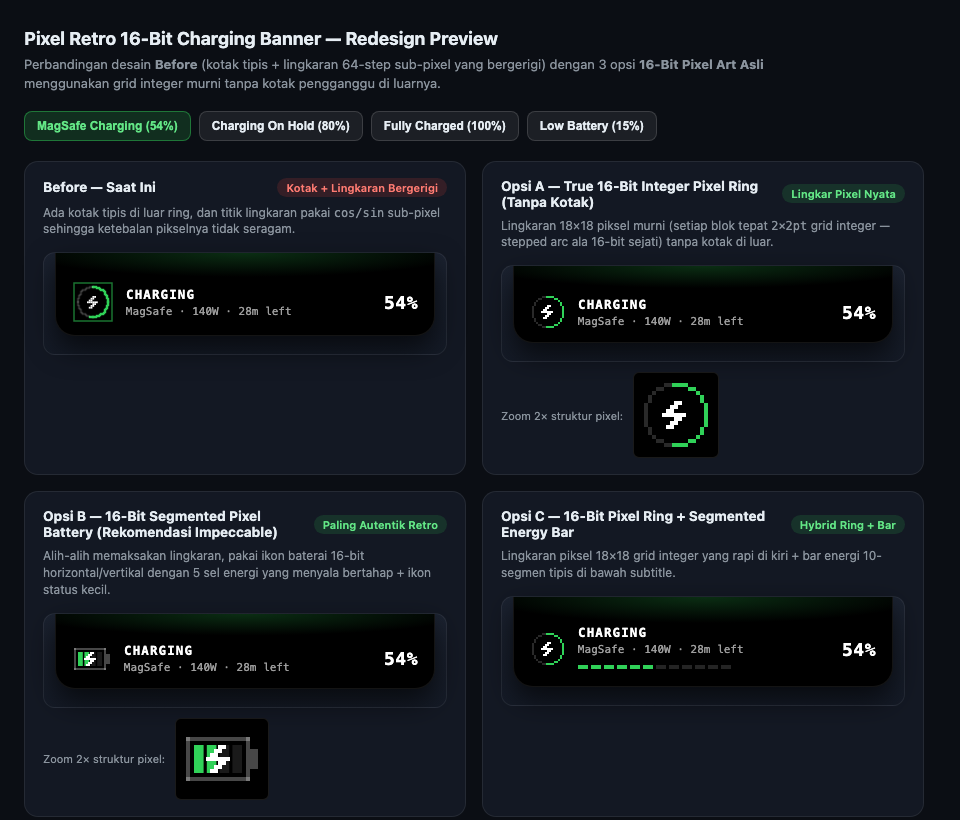 Pixel Retro 16-Bit Charging Banner — Redesign Preview
Perbandingan desain Before (kotak tipis + lingkaran 64-step sub-pixel yang bergerigi) dengan 3 opsi 16-Bit Pixel Art Asli
menggunakan grid integer murni tanpa kotak pengganggu di luarnya.
MagSafe Charging (54%)
Charging On Hold (80%)
Fully Charged (100%)
Low Battery (15%)
Before — Saat Ini
Kotak + Lingkaran Bergerigi
Ada kotak tipis di luar ring, dan titik lingkaran pakai cos/sin sub-pixel
sehingga ketebalan pikselnya tidak seragam.
CHARGING
MagSafe · 140W · 28m left
54%
Opsi A — True 16-Bit Integer Pixel Ring
(Tanpa Kotak)
Lingkar Pixel Nyata
Lingkaran 18×18 piksel murni (setiap blok tepat 2×2pt grid integer —
stepped arc ala 16-bit sejati) tanpa kotak di luar.
CHARGING
MagSafe · 140W · 28m left
54%
Zoom 2× struktur pixel:
Opsi B — 16-Bit Segmented Pixel
Battery (Rekomendasi Impeccable)
Paling Autentik Retro
Alih-alih memaksakan lingkaran, pakai ikon baterai 16-bit
horizontal/vertikal dengan 5 sel energi yang menyala bertahap + ikon
status kecil.
CHARGING
MagSafe · 140W · 28m left
54%
Zoom 2× struktur pixel:
Opsi C — 16-Bit Pixel Ring + Segmented
Energy Bar
Hybrid Ring + Bar
Lingkaran piksel 18×18 grid integer yang rapi di kiri + bar energi 10-
segmen tipis di bawah subtitle.
CHARGING
MagSafe · 140W · 28m left
54%